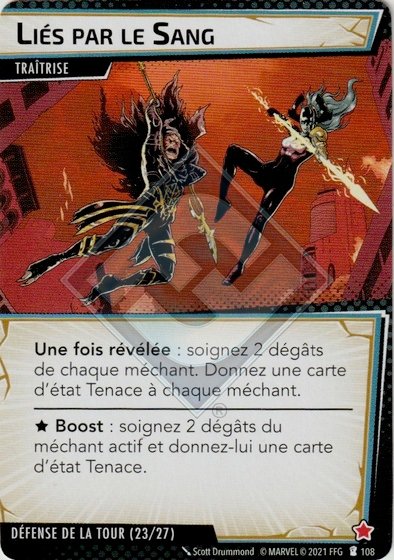 Liés par le Sang
TRAÎTRISE
Une fois révélée : soignez 2 dégâts
de chaque méchant. Donnez une carte
d'état Tenace à chaque méchant.
★ Boost : soignez 2 dégâts du
méchant actif et donnez-lui une carte
d'état Tenace.
DÉFENSE DE LA TOUR (23/27)
Scott Drummond © MARVEL © 2021 FFG 108